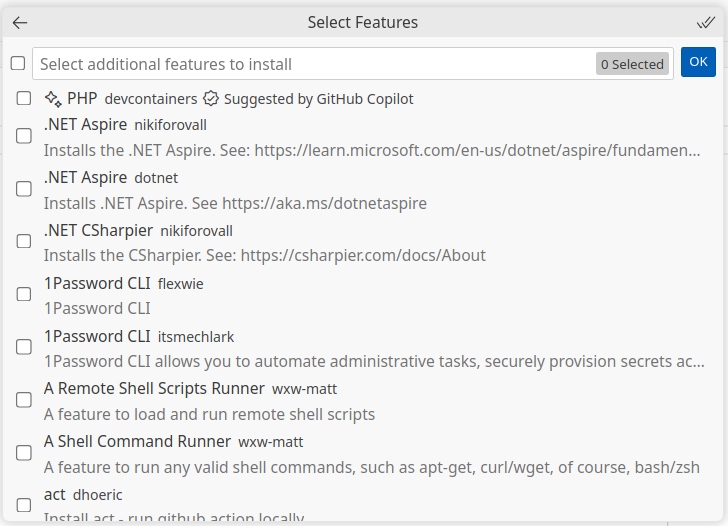 Select Features
Select additional features to install 0 Selected OK
PHP devcontainers Suggested by GitHub Copilot
.NET Aspire nikiforovall
Installs the .NET Aspire. See: https://learn.microsoft.com/en-us/dotnet/aspire/fundamen...
.NET Aspire dotnet
Installs .NET Aspire. See https://aka.ms/dotnetaspire
.NET CSharpier nikiforovall
Installs the CSharpier. See: https://csharpier.com/docs/About
1Password CLI flexwie
1Password CLI
1Password CLI itsmechlark
1Password CLI allows you to automate administrative tasks, securely provision secrets ac...
A Remote Shell Scripts Runner wxw-matt
A feature to load and run remote shell scripts
A Shell Command Runner wxw-matt
A feature to run any valid shell commands, such as apt-get, curl/wget, of course, bash/zsh
act dhoeric
Install act - run github action locally